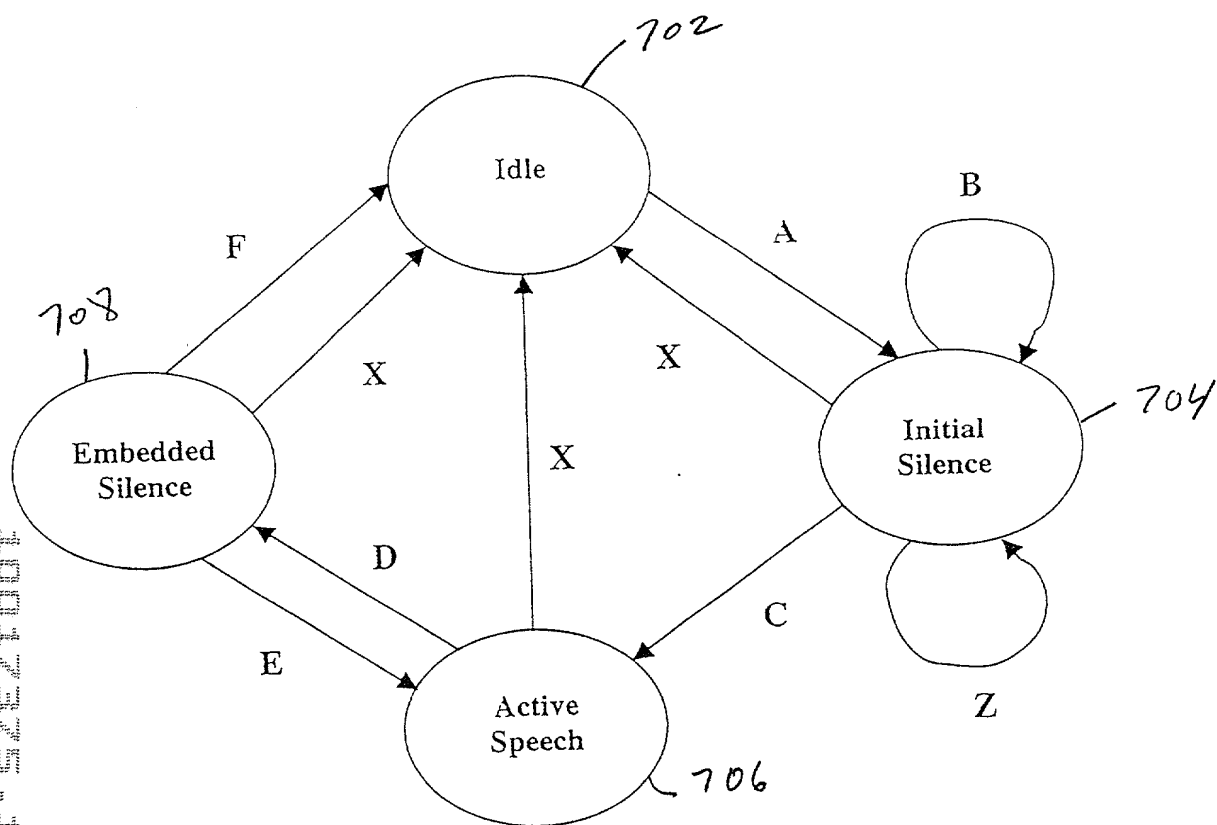 702
Idle
B
A
F
708
X
X
704
Initial
Silence
Embedded
Silence
X
D
C
E
Z
Active
Speech
706